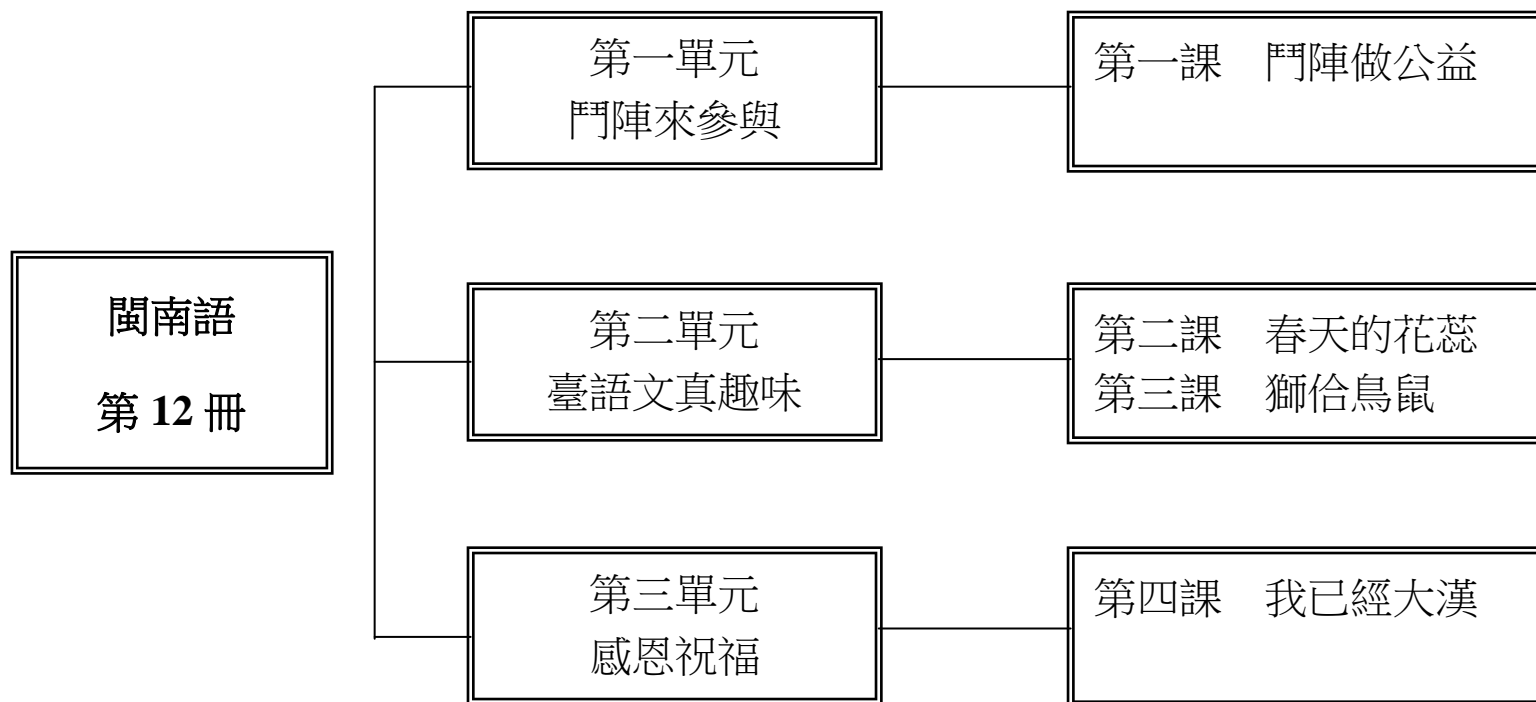 閩南語
第 12 冊
第一單元
鬥陣來參與
第一課　鬥陣做公益
第二單元
臺語文真趣味
第二課　春天的花蕊
第三課　獅佮鳥鼠
第三單元
感恩祝福
第四課　我已經大漢